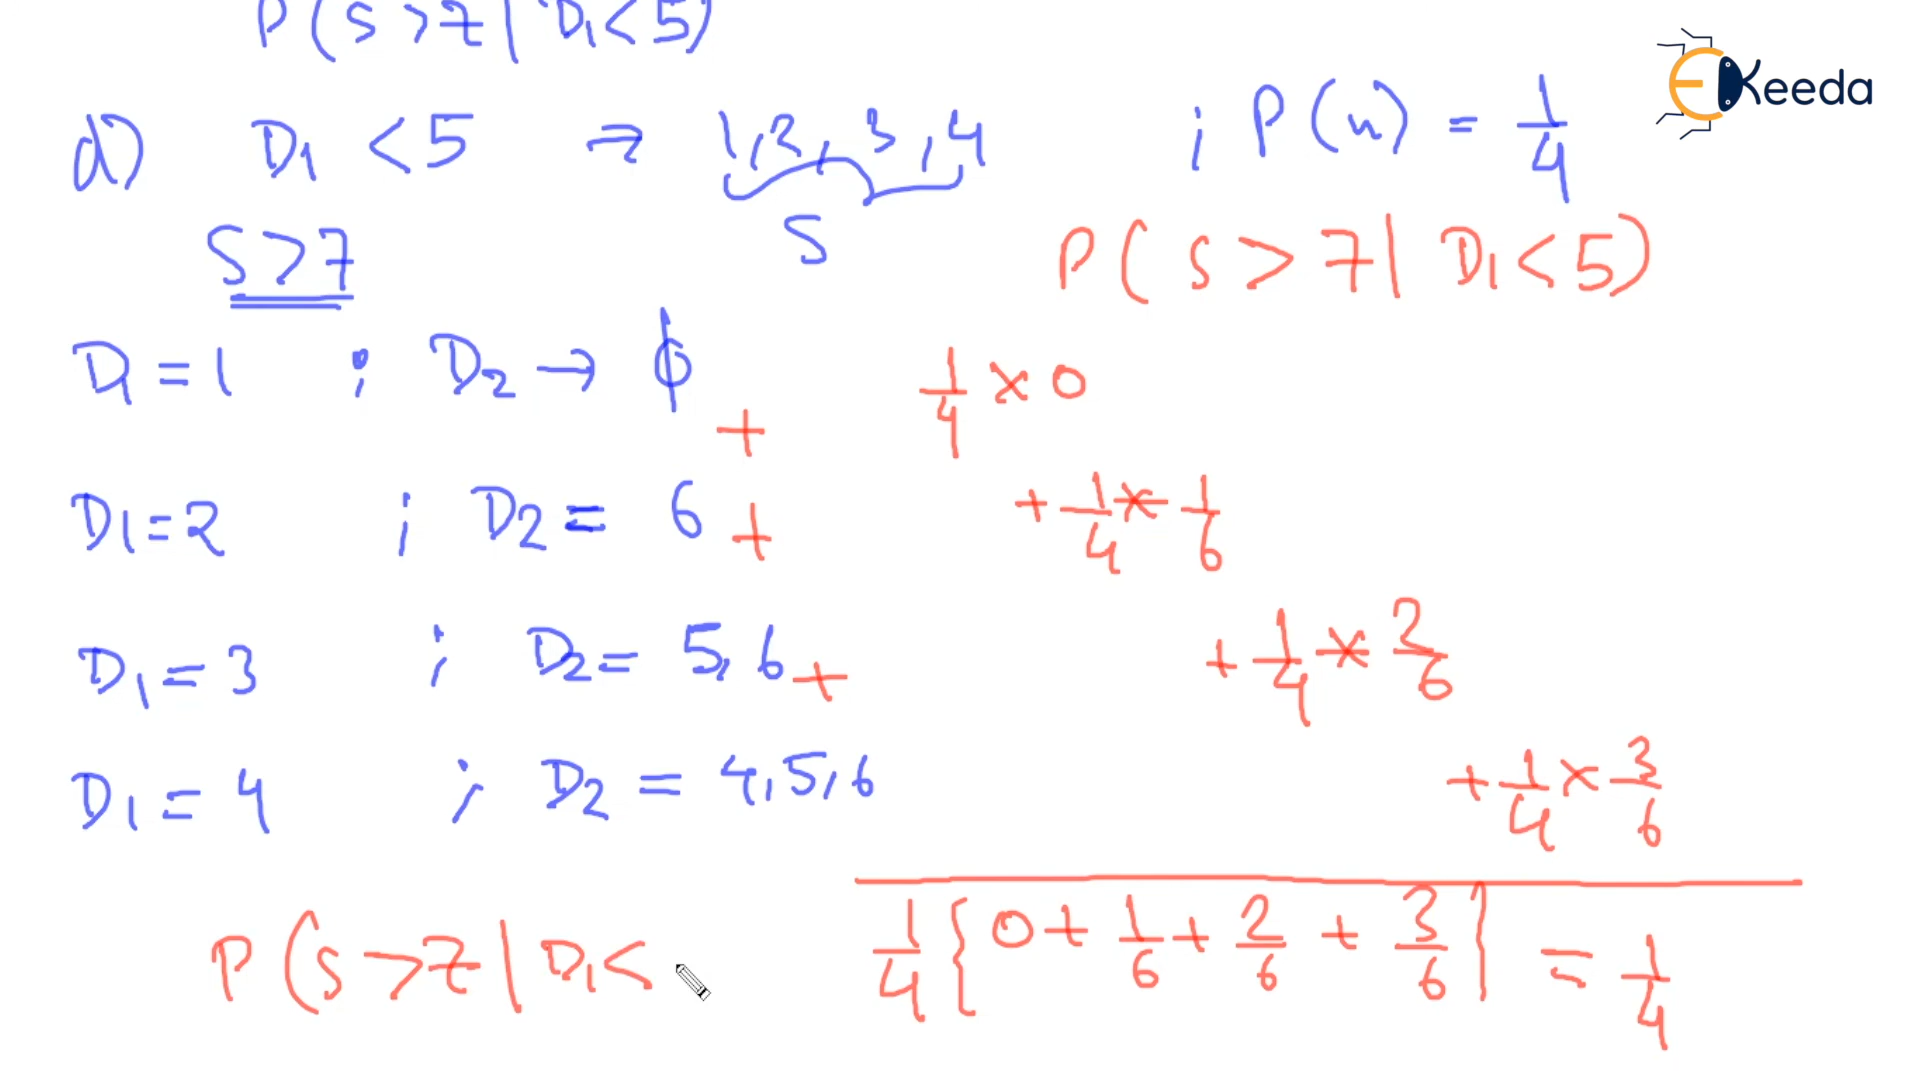 P(S>7|D1<5)
EKeeda
d) D1 <5 ⇒ 1,2,3,4 ; P(n) = 1/4
S
S>7
P(S>7|D1<5)
D1=1 ; D2 → ϕ
+
1/4 × 0
D1=2 ; D2 = 6 +
+ 1/4 * 1/6
D1=3 ; D2= 5,6 +
+ 1/4 * 2/6
D1=4 ; D2 = 4,5,6
+ 1/4 × 3/6
P(S>7|D1<
1/4 {0 + 1/6 + 2/6 + 3/6} = 1/4